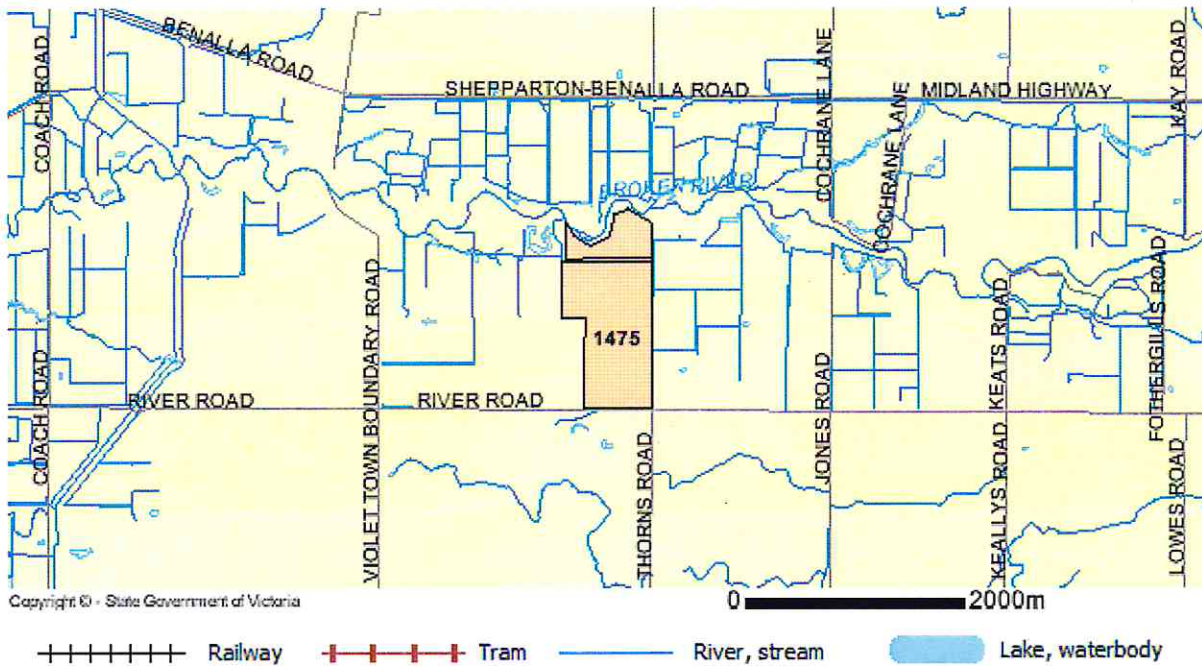 BENALLA ROAD
COACH ROAD
SHEPPARTON-BENALLA ROAD
COCHRANE LANE
MIDLAND HIGHWAY
KAY ROAD
COCHRANE LANE
RIVER
VIOLET TOWN BOUNDARY ROAD
1475
COACH ROAD
RIVER ROAD
RIVER ROAD
THORNS ROAD
JONES ROAD
KEATS ROAD
KEALLYS ROAD
FOTHERGILLS ROAD
LOWES ROAD
Copyright © - State Government of Victoria
0 2000m
Railway Tram River, stream Lake, waterbody